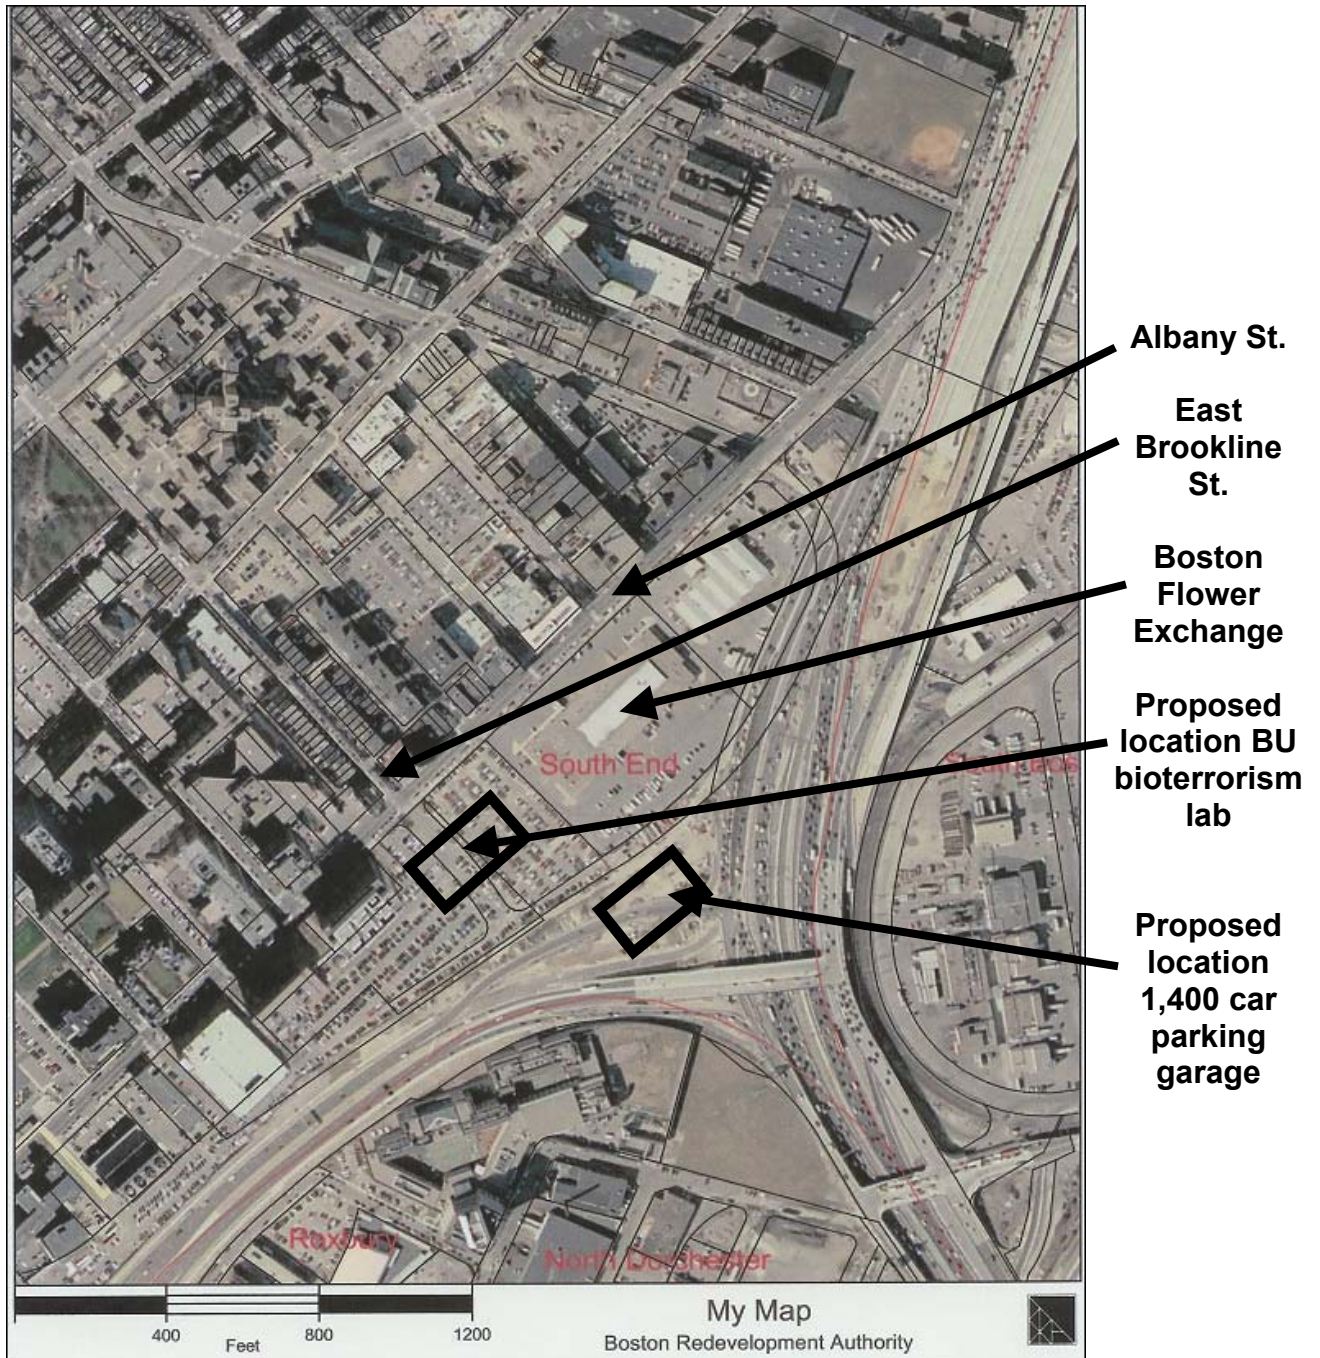 Albany St.
East
Brookline
St.
Boston
Flower
Exchange
Proposed
location BU
bioterrorism
lab
South End
Proposed
location
1,400 car
parking
garage
Roxbury
North Dorchester
400
800
1200
Feet
My Map
Boston Redevelopment Authority